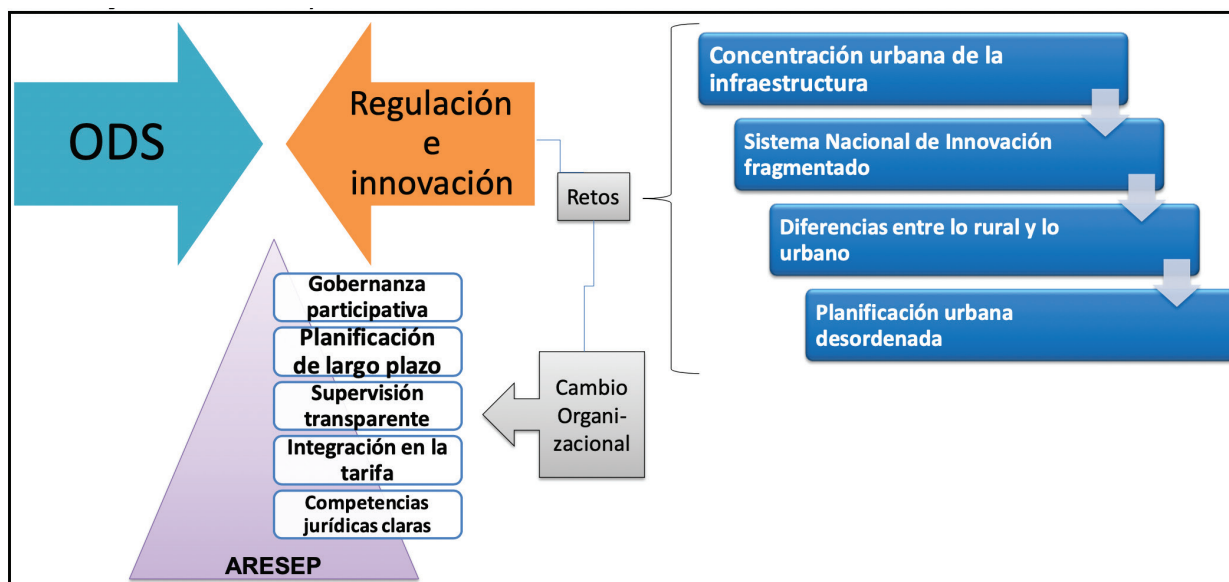 ODS
Regulación
e
innovación
Retos
Concentración urbana de la
infraestructura
Sistema Nacional de Innovación
fragmentado
Diferencias entre lo rural y lo
urbano
Planificación urbana
desordenada
Gobernanza
participativa
Planificación
de largo plazo
Supervisión
transparente
Integración en la
tarifa
Competencias
jurídicas claras
ARESEP
Cambio
Organi-
zacional